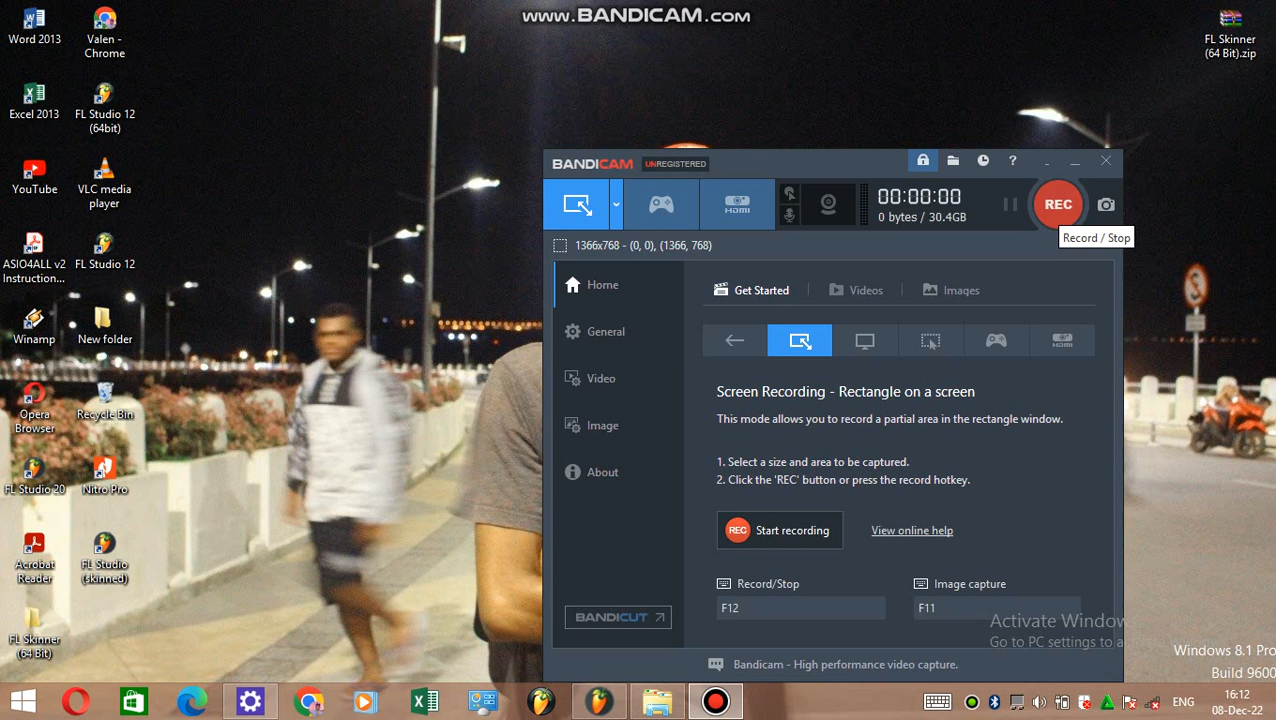 www.BANDICAM.com
Word 2013
Valen -
Chrome
FL Skinner
(64 Bit).zip
Excel 2013
FL Studio 12
(64bit)
YouTube
VLC media
player
ASIO4ALL v2
Instruction...
FL Studio 12
Winamp
New folder
Opera
Browser
Recycle Bin
FL Studio 20
Nitro Pro
Acrobat
Reader
FL Studio
(skinned)
FL Skinner
(64 Bit)
BANDICAM UNREGISTERED
?
HDMI
00:00:00
0 bytes / 30.4GB
REC
Record / Stop
1366x768 - (0, 0), (1366, 768)
Home
General
Video
Image
About
BANDICUT
Get Started
Videos
Images
HDMI
Screen Recording - Rectangle on a screen
This mode allows you to record a partial area in the rectangle window.
1. Select a size and area to be captured.
2. Click the 'REC' button or press the record hotkey.
REC Start recording
View online help
Record/Stop
F12
Image capture
F11
Bandicam - High performance video capture.
Activate Window
Go to PC settings to a
Windows 8.1 Pro
Build 9600
ENG
16:12
08-Dec-22